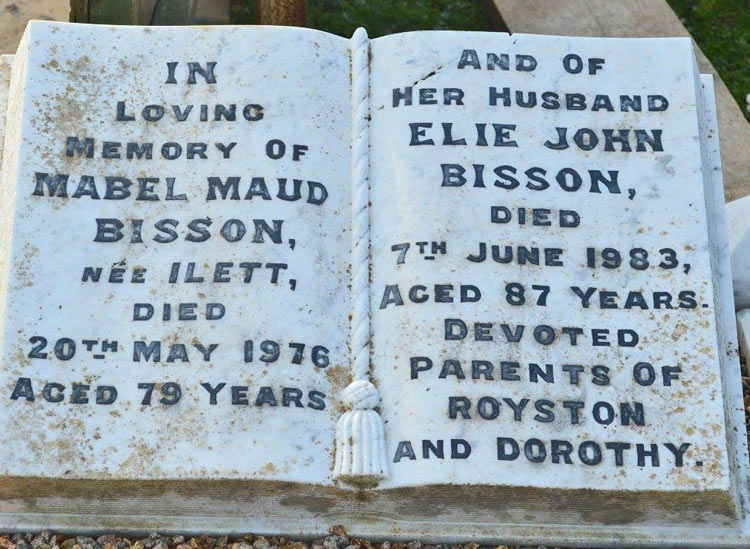 IN
LOVING
MEMORY OF
MABEL MAUD
BISSON,
NÉE ILETT,
DIED
20TH MAY 1976
AGED 79 YEARS
AND OF
HER HUSBAND
ELIE JOHN
BISSON,
DIED
7TH JUNE 1983,
AGED 87 YEARS.
DEVOTED
PARENTS OF
ROYSTON
AND DOROTHY.